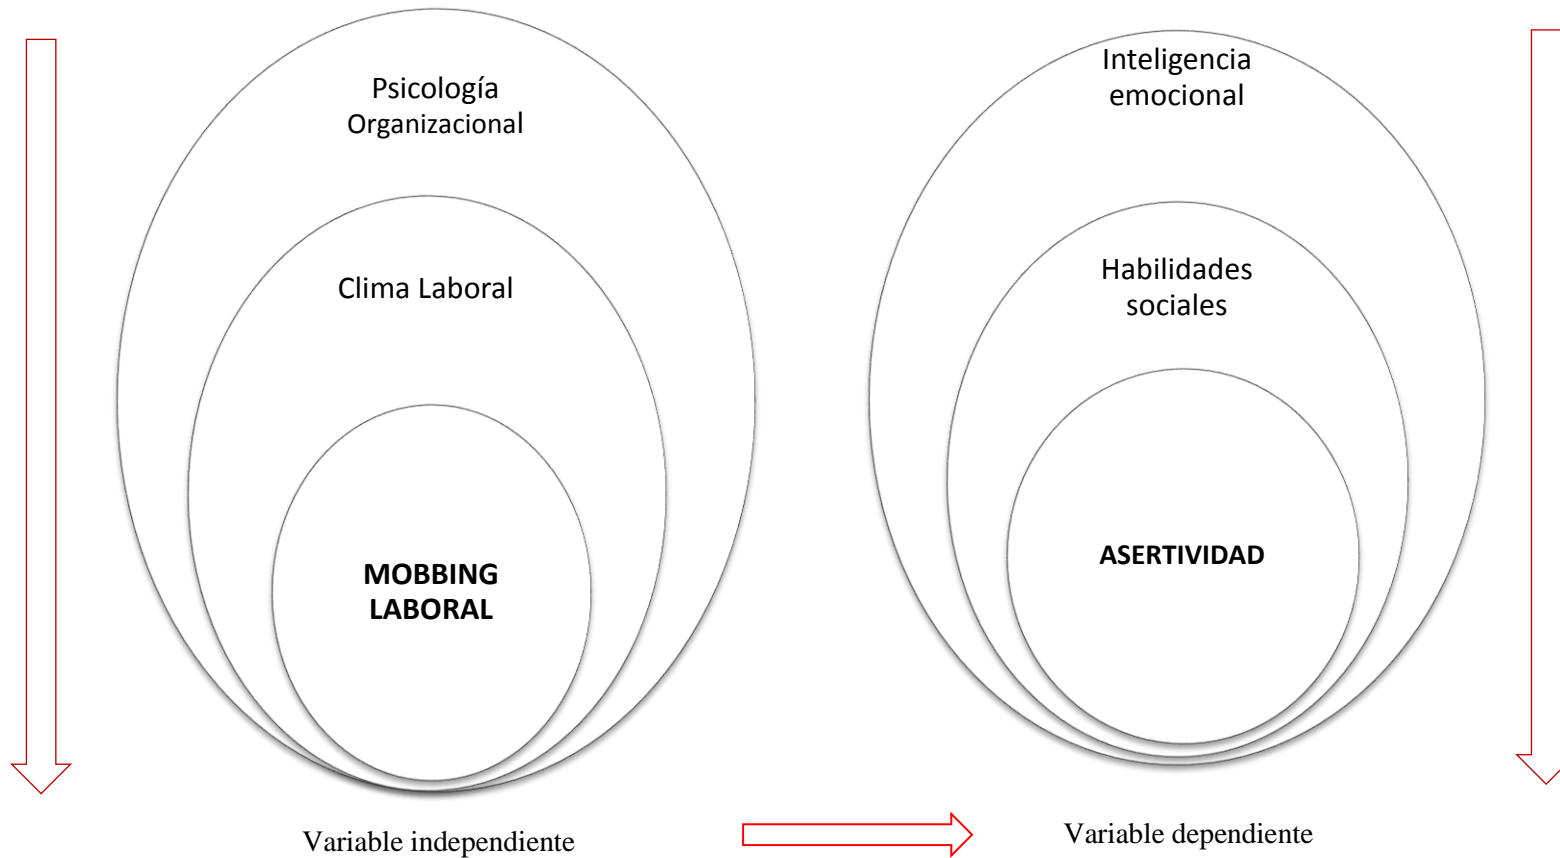 Psicología
Organizacional
Clima Laboral
MOBBING
LABORAL
Variable independiente
Inteligencia
emocional
Habilidades
sociales
ASERTIVIDAD
Variable dependiente